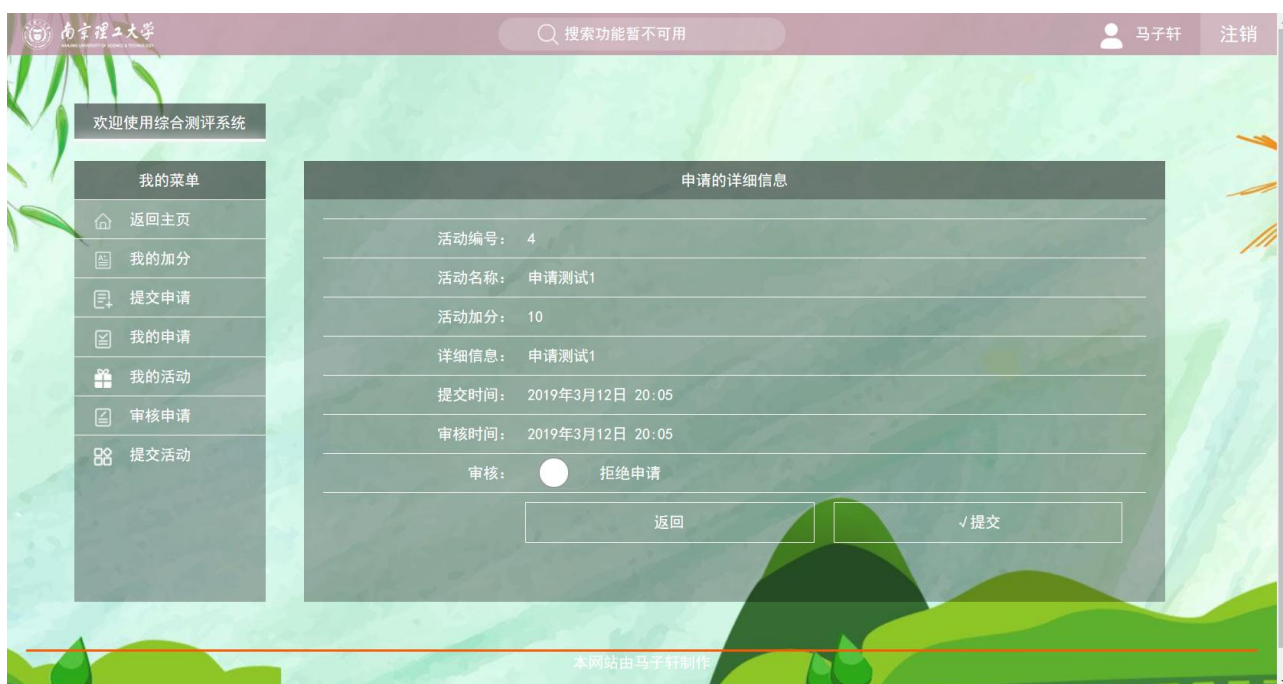 南京理工大学
搜索功能暂不可用
马子轩
注销
欢迎使用综合测评系统
我的菜单
返回主页
我的加分
提交申请
我的申请
我的活动
审核申请
提交活动
申请的详细信息
活动编号： 4
活动名称： 申请测试1
活动加分： 10
详细信息： 申请测试1
提交时间： 2019年3月12日 20:05
审核时间： 2019年3月12日 20:05
审核： 拒绝申请
返回
√提交
本网站由马子轩制作